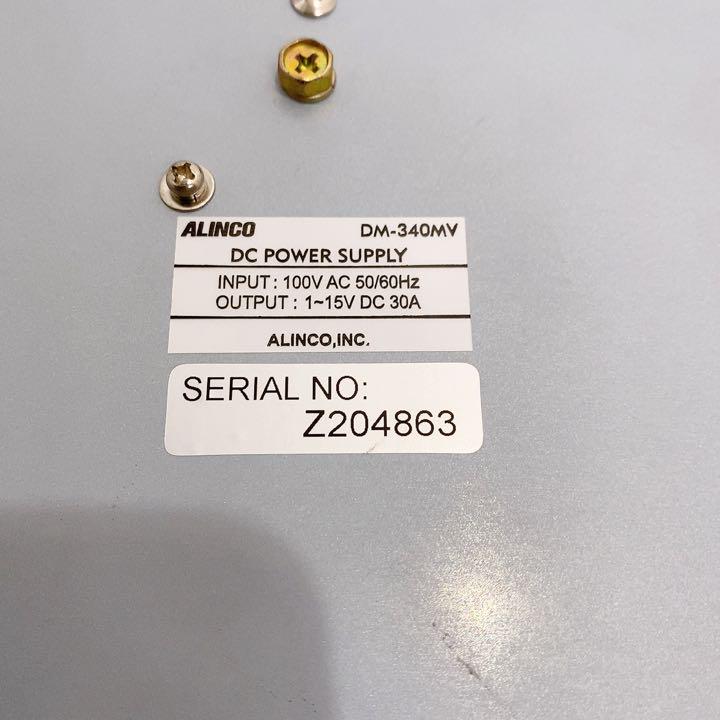 ALINCO DM-340MV
DC POWER SUPPLY
INPUT : 100V AC 50/60Hz
OUTPUT : 1~15V DC 30A
ALINCO,INC.
SERIAL NO:
Z204863